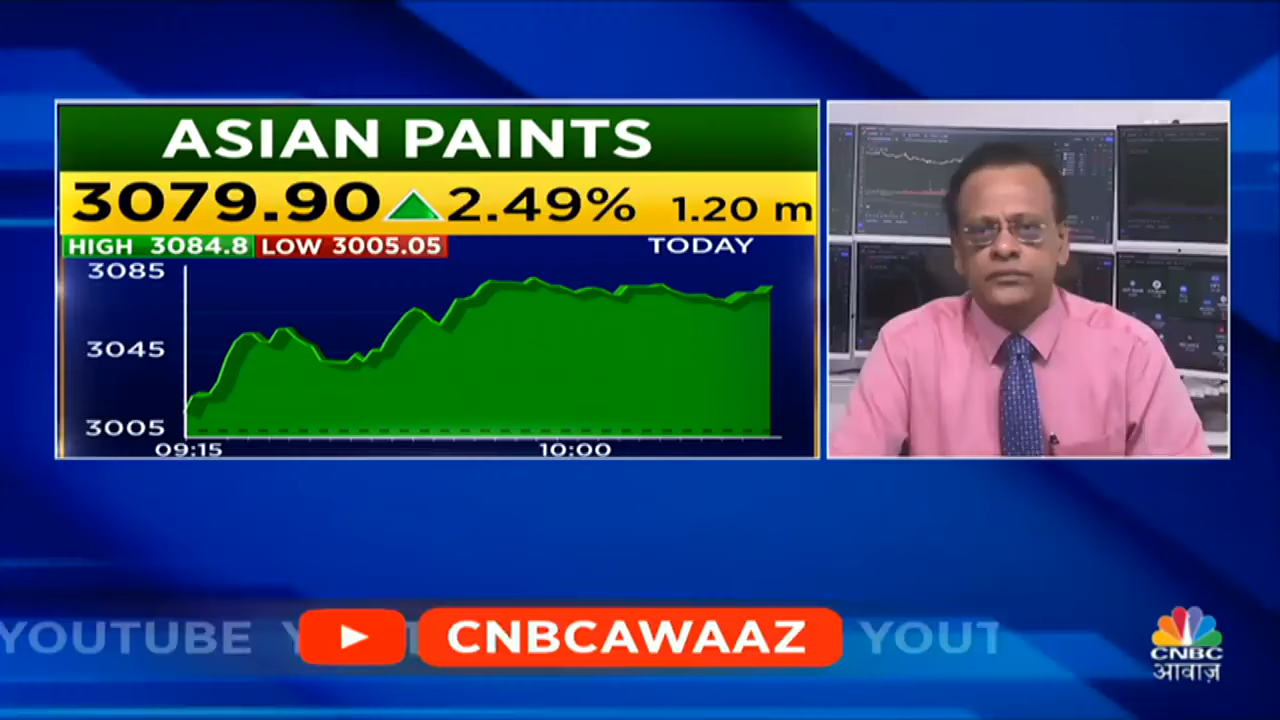 ASIAN PAINTS
3079.90 2.49% 1.20 m
HIGH 3084.8 LOW 3005.05 TODAY
3085
3045
3005
09:15 10:00
YOUTUBE Y T CNBCAWAAZ YOUT
CNBC
आवाज़